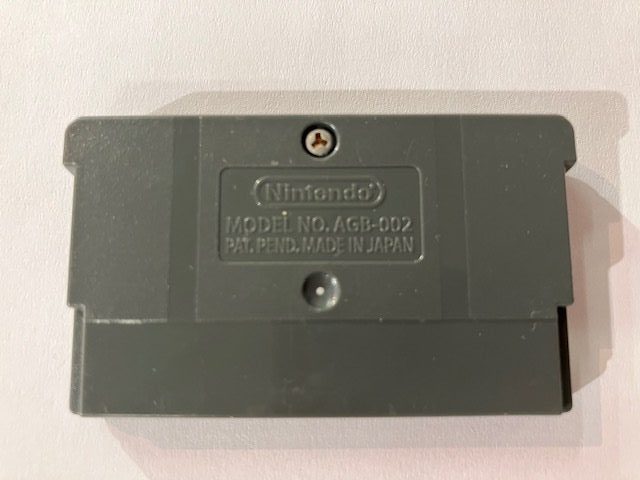 Nintendo
MODEL NO. AGB-002
PAT. PEND. MADE IN JAPAN